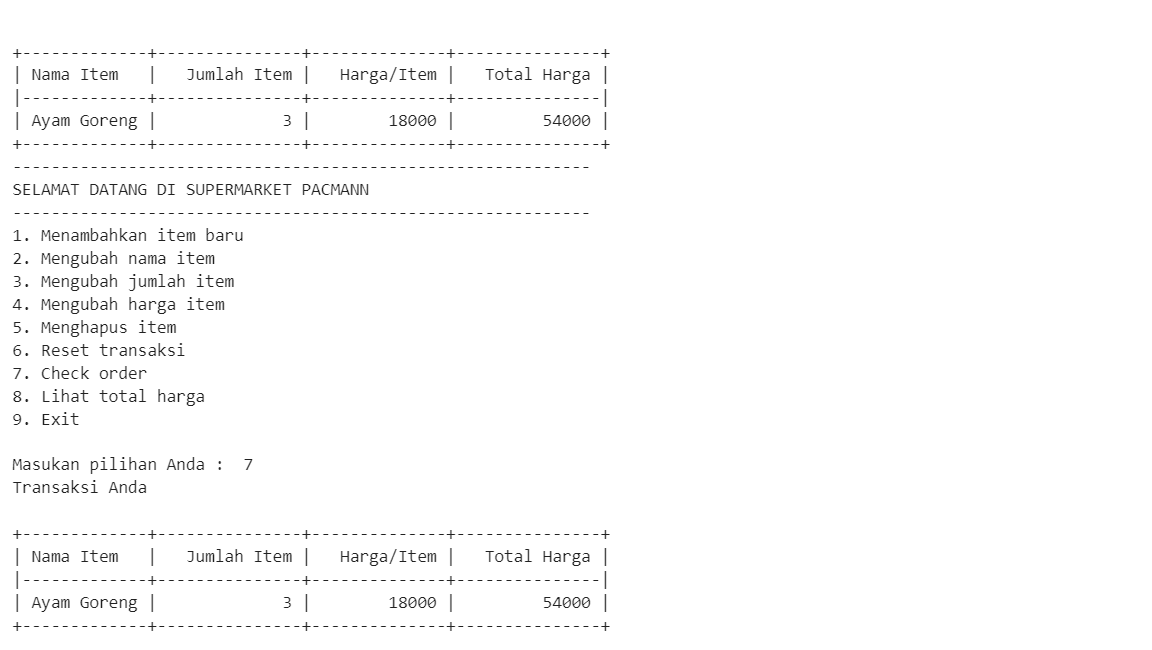 +-------------+---------------+--------------+---------------+
| Nama Item   |   Jumlah Item |   Harga/Item |   Total Harga |
|-------------+---------------+--------------+---------------|
| Ayam Goreng |             3 |        18000 |         54000 |
+-------------+---------------+--------------+---------------+
------------------------------------------------------------
SELAMAT DATANG DI SUPERMARKET PACMANN
------------------------------------------------------------
1. Menambahkan item baru
2. Mengubah nama item
3. Mengubah jumlah item
4. Mengubah harga item
5. Menghapus item
6. Reset transaksi
7. Check order
8. Lihat total harga
9. Exit
Masukan pilihan Anda :  7
Transaksi Anda
+-------------+---------------+--------------+---------------+
| Nama Item   |   Jumlah Item |   Harga/Item |   Total Harga |
|-------------+---------------+--------------+---------------|
| Ayam Goreng |             3 |        18000 |         54000 |
+-------------+---------------+--------------+---------------+